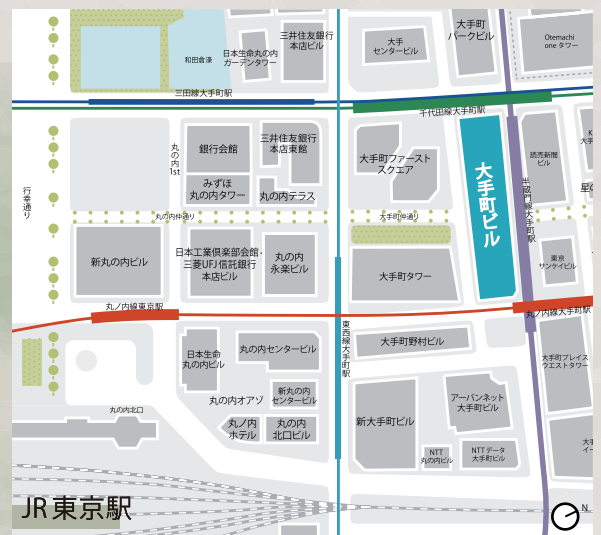 大手町
パークビル
三井住友銀行
本店ビル
大手
センタービル
Otemachi
one タワー
日本生命丸の内
ガーデンタワー
和田倉濠
三田線大手町駅
千代田線大手町駅
銀行会館
三井住友銀行
本店東館
丸の内1st
大手町ファースト
スクエア
大手町ビル
読売新聞
ビル
みずほ
丸の内タワー
丸の内テラス
半蔵門線大手町駅
行幸通り
丸の内仲通り
大手町仲通り
新丸の内ビル
日本工業倶楽部会館・
三菱UFJ信託銀行
本店ビル
丸の内
永楽ビル
大手町タワー
東京
サンケイビル
丸ノ内線東京駅
丸ノ内線大手町駅
東西線大手町駅
日本生命
丸の内ビル
丸の内センタービル
大手町野村ビル
大手町プレイス
ウエストタワー
丸の内オアゾ
新丸の内
センタービル
丸の内北口
丸ノ内
ホテル
丸の内
北口ビル
新大手町ビル
アーバンネット
大手町ビル
NTT
丸の内ビル
NTTデータ
大手町ビル
JR東京駅
N